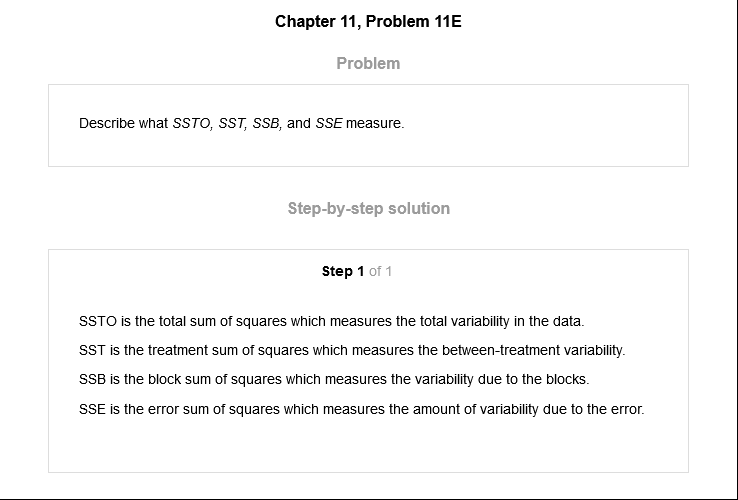 Chapter 11, Problem 11E
Problem
Describe what SSTO, SST, SSB, and SSE measure.
Step-by-step solution
Step 1 of 1
SSTO is the total sum of squares which measures the total variability in the data.
SST is the treatment sum of squares which measures the between-treatment variability.
SSB is the block sum of squares which measures the variability due to the blocks.
SSE is the error sum of squares which measures the amount of variability due to the error.